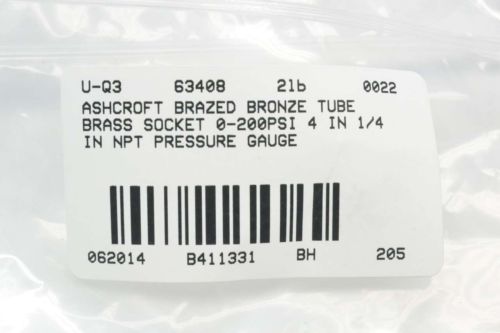 U-Q3 63408 2lb 0022
ASHCROFT BRAZED BRONZE TUBE
BRASS SOCKET 0-200PSI 4 IN 1/4
IN NPT PRESSURE GAUGE
062014 B411331 BH 205